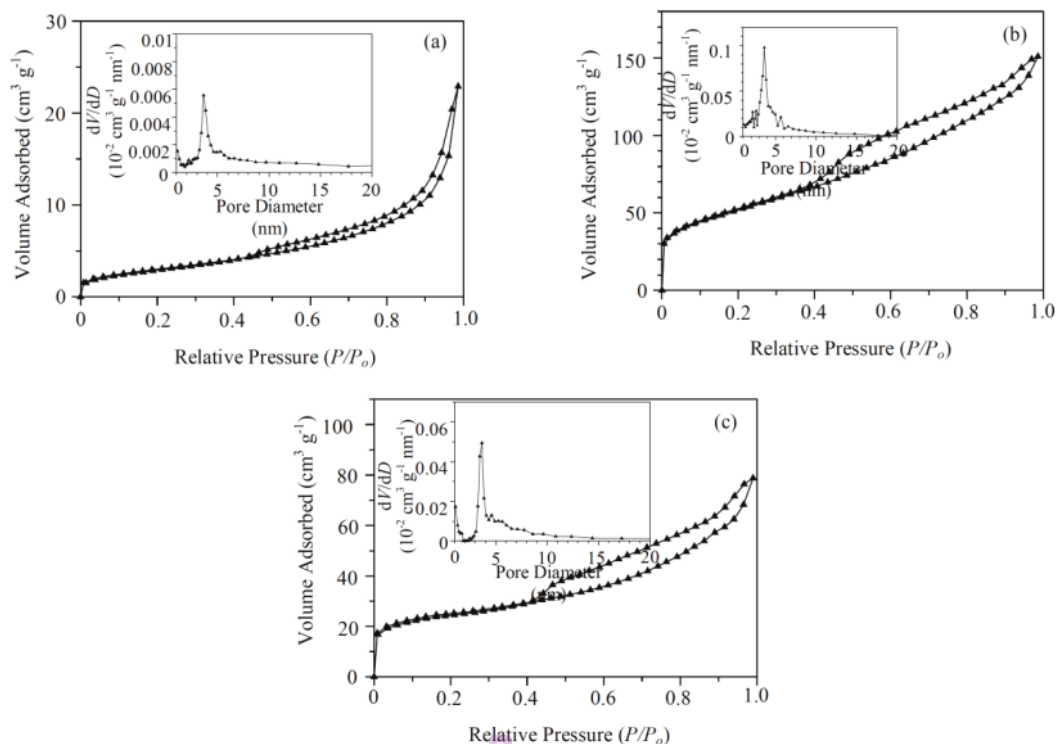 (a)
Volume Adsorbed (cm³ g⁻¹)
30
20
10
0
0
0.2
0.4
0.6
0.8
1.0
Relative Pressure (P/Pₒ)
dV/dD
(10⁻² cm³ g⁻¹ nm⁻¹)
0.01
0.008
0.006
0.004
0.002
0.001
0
5
10
15
20
Pore Diameter
(nm)
(b)
Volume Adsorbed (cm³ g⁻¹)
150
100
50
0
0
0.2
0.4
0.6
0.8
1.0
Relative Pressure (P/Pₒ)
dV/dD
(10⁻² cm³ g⁻¹ nm⁻¹)
0.1
0.05
0
0
5
10
20
Pore Diameter
(nm)
(c)
Volume Adsorbed (cm³ g⁻¹)
100
80
60
40
20
0
0
0.2
0.4
0.6
0.8
1.0
Relative Pressure (P/Pₒ)
dV/dD
(10⁻² cm³ g⁻¹ nm⁻¹)
0.06
0.04
0.02
0
0
5
10
15
20
Pore Diameter
(nm)